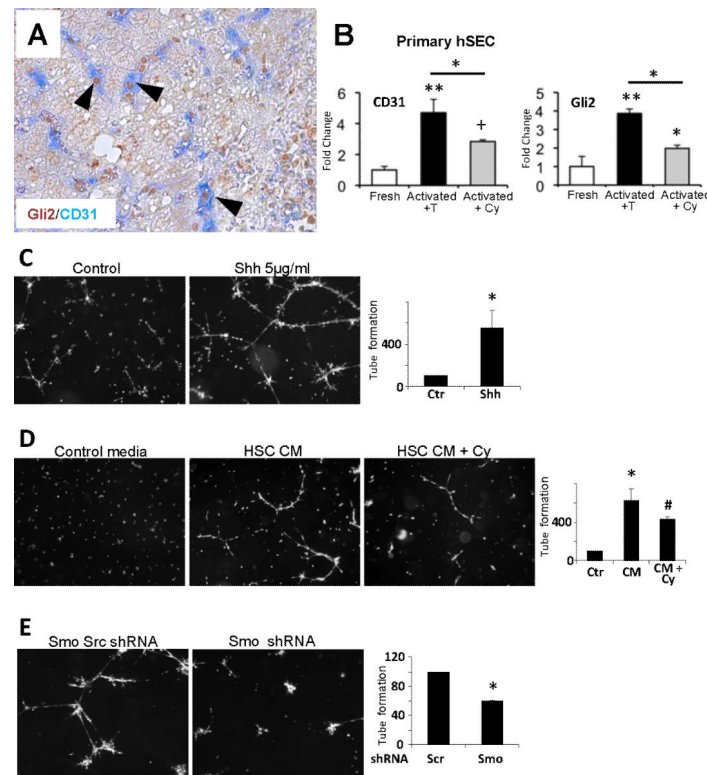 A
Gli2/CD31
B
Primary hSEC
*
CD31
**
+
Fold Change
6
4
2
0
Fresh Activated Activated
+T + Cy
*
Gli2
**
*
Fold Change
5
4
3
2
1
0
Fresh Activated Activated
+T + Cy
C
Control
Shh 5µg/ml
*
Tube formation
400
0
Ctr Shh
D
Control media
HSC CM
HSC CM + Cy
*
#
Tube formation
400
0
Ctr CM CM +
Cy
E
Smo Src shRNA
Smo shRNA
*
Tube formation
120
80
40
0
shRNA Scr Smo